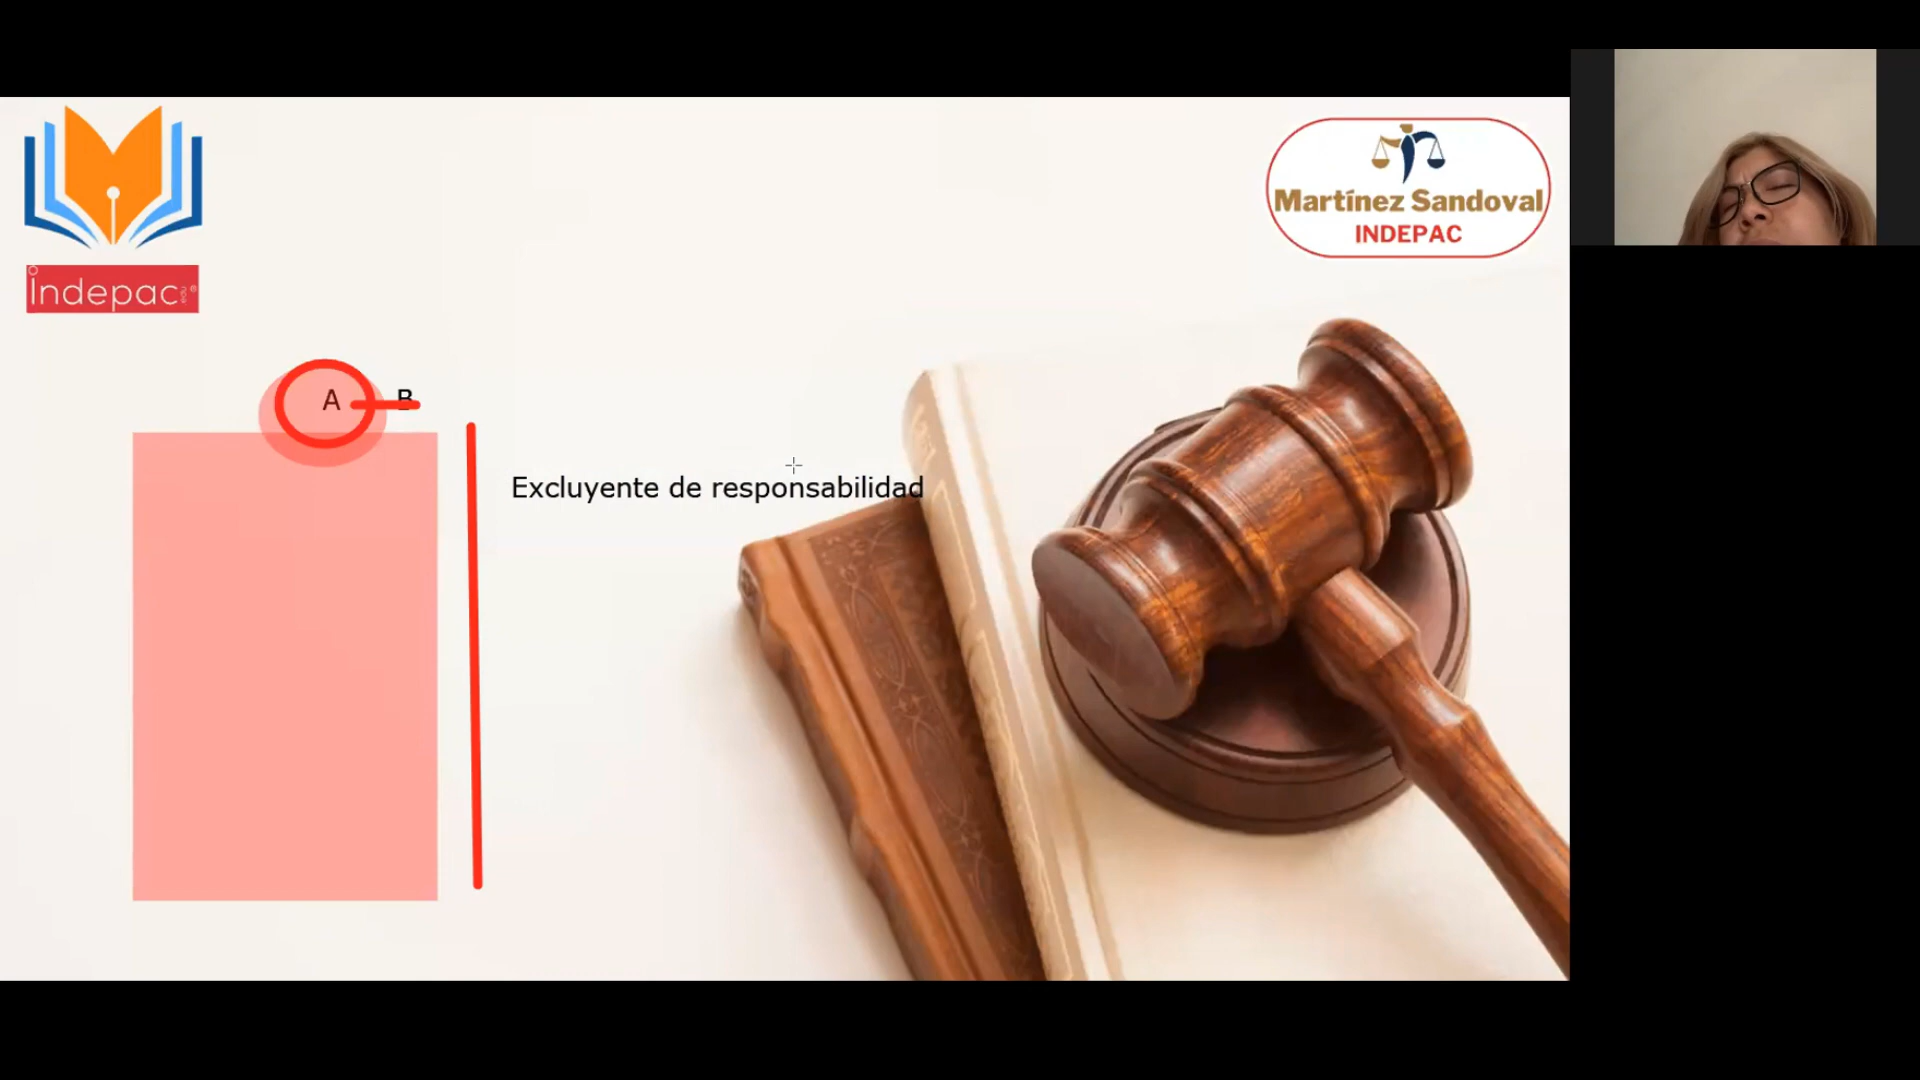 Martínez Sandoval
INDEPAC
indepac
A B
Excluyente de responsabilidad